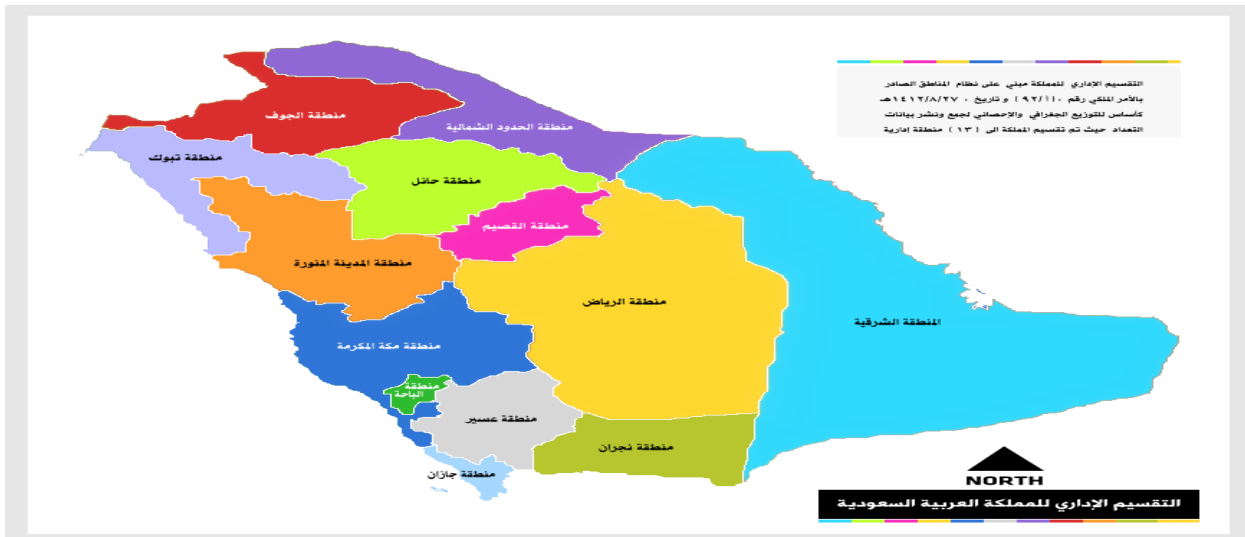 التقسيم الإداري للمملكة مبني على نظام المناطق الصادر
بالأمر الملكي رقم ،(أ/٩٢ ) و تاريخ ، ١٤١٢/٨/٢٧هـ
كأساس للتوزيع الجغرافي والإحصائي لجمع ونشر بيانات
التعداد حيث تم تقسيم المملكة الى ( ١٣ ) منطقة إدارية
منطقة الجوف
منطقة الحدود الشمالية
منطقة تبوك
منطقة حائل
منطقة القصيم
منطقة المدينة المنورة
منطقة الرياض
المنطقة الشرقية
منطقة مكة المكرمة
منطقة
الباحة
منطقة عسير
منطقة نجران
منطقة جازان
NORTH
التقسيم الإداري للمملكة العربية السعودية